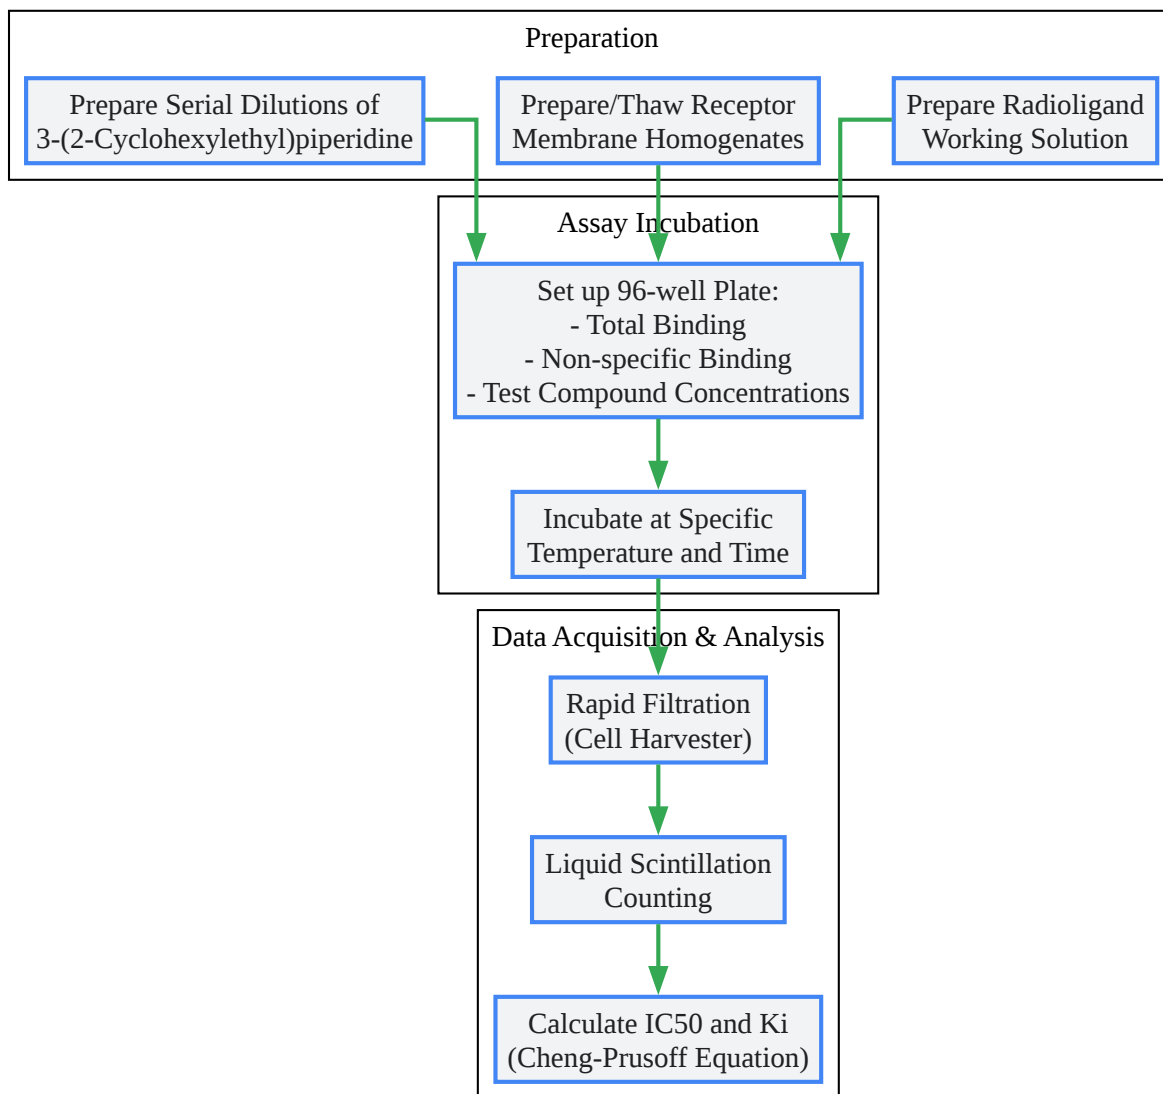 Preparation
Prepare Serial Dilutions of
3-(2-Cyclohexylethyl)piperidine
Prepare/Thaw Receptor
Membrane Homogenates
Prepare Radioligand
Working Solution
Assay Incubation
Set up 96-well Plate:
- Total Binding
- Non-specific Binding
- Test Compound Concentrations
Incubate at Specific
Temperature and Time
Data Acquisition & Analysis
Rapid Filtration
(Cell Harvester)
Liquid Scintillation
Counting
Calculate IC50 and Ki
(Cheng-Prusoff Equation)